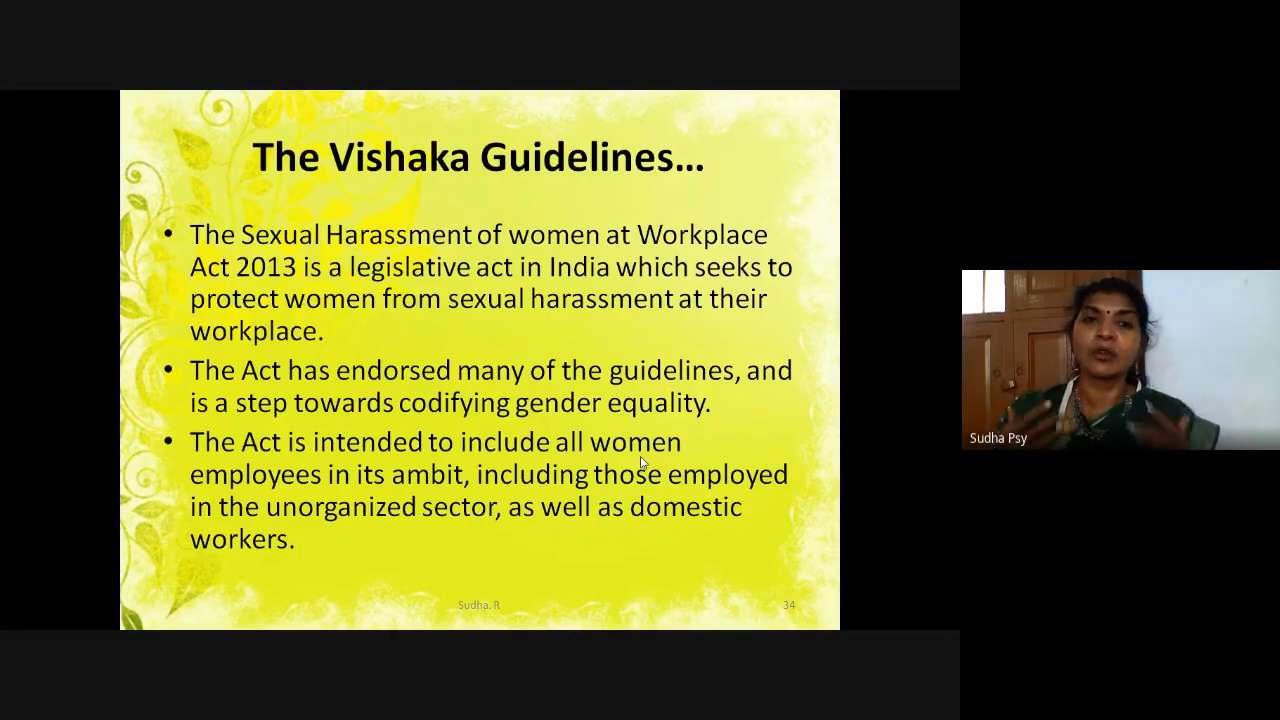 The Vishaka Guidelines...
• The Sexual Harassment of women at Workplace
Act 2013 is a legislative act in India which seeks to
protect women from sexual harassment at their
workplace.
• The Act has endorsed many of the guidelines, and
is a step towards codifying gender equality.
• The Act is intended to include all women
employees in its ambit, including those employed
in the unorganized sector, as well as domestic
workers.
Sudha. R
34
Sudha Psy